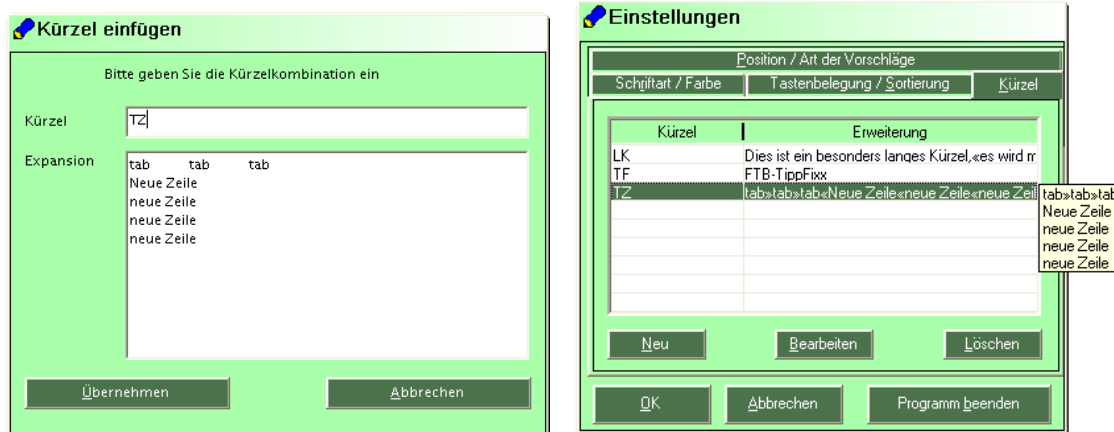 Kürzel einfügen
Bitte geben Sie die Kürzelkombination ein
Kürzel
TZ
Expansion
tab tab tab
Neue Zeile
neue Zeile
neue Zeile
neue Zeile
Übernehmen Abbrechen
Einstellungen
Position / Art der Vorschläge
Schriftart / Farbe Tastenbelegung / Sortierung Kürzel
Kürzel Erweiterung
LK Dies ist ein besonders langes Kürzel,«es wird m
TF FTB-TippFixx
TZ tab»tab»tab«Neue Zeile«neue Zeile«neue Zeil
tab»tab»tab
Neue Zeile
neue Zeile
neue Zeile
neue Zeile
Neu Bearbeiten Löschen
OK Abbrechen Programm beenden